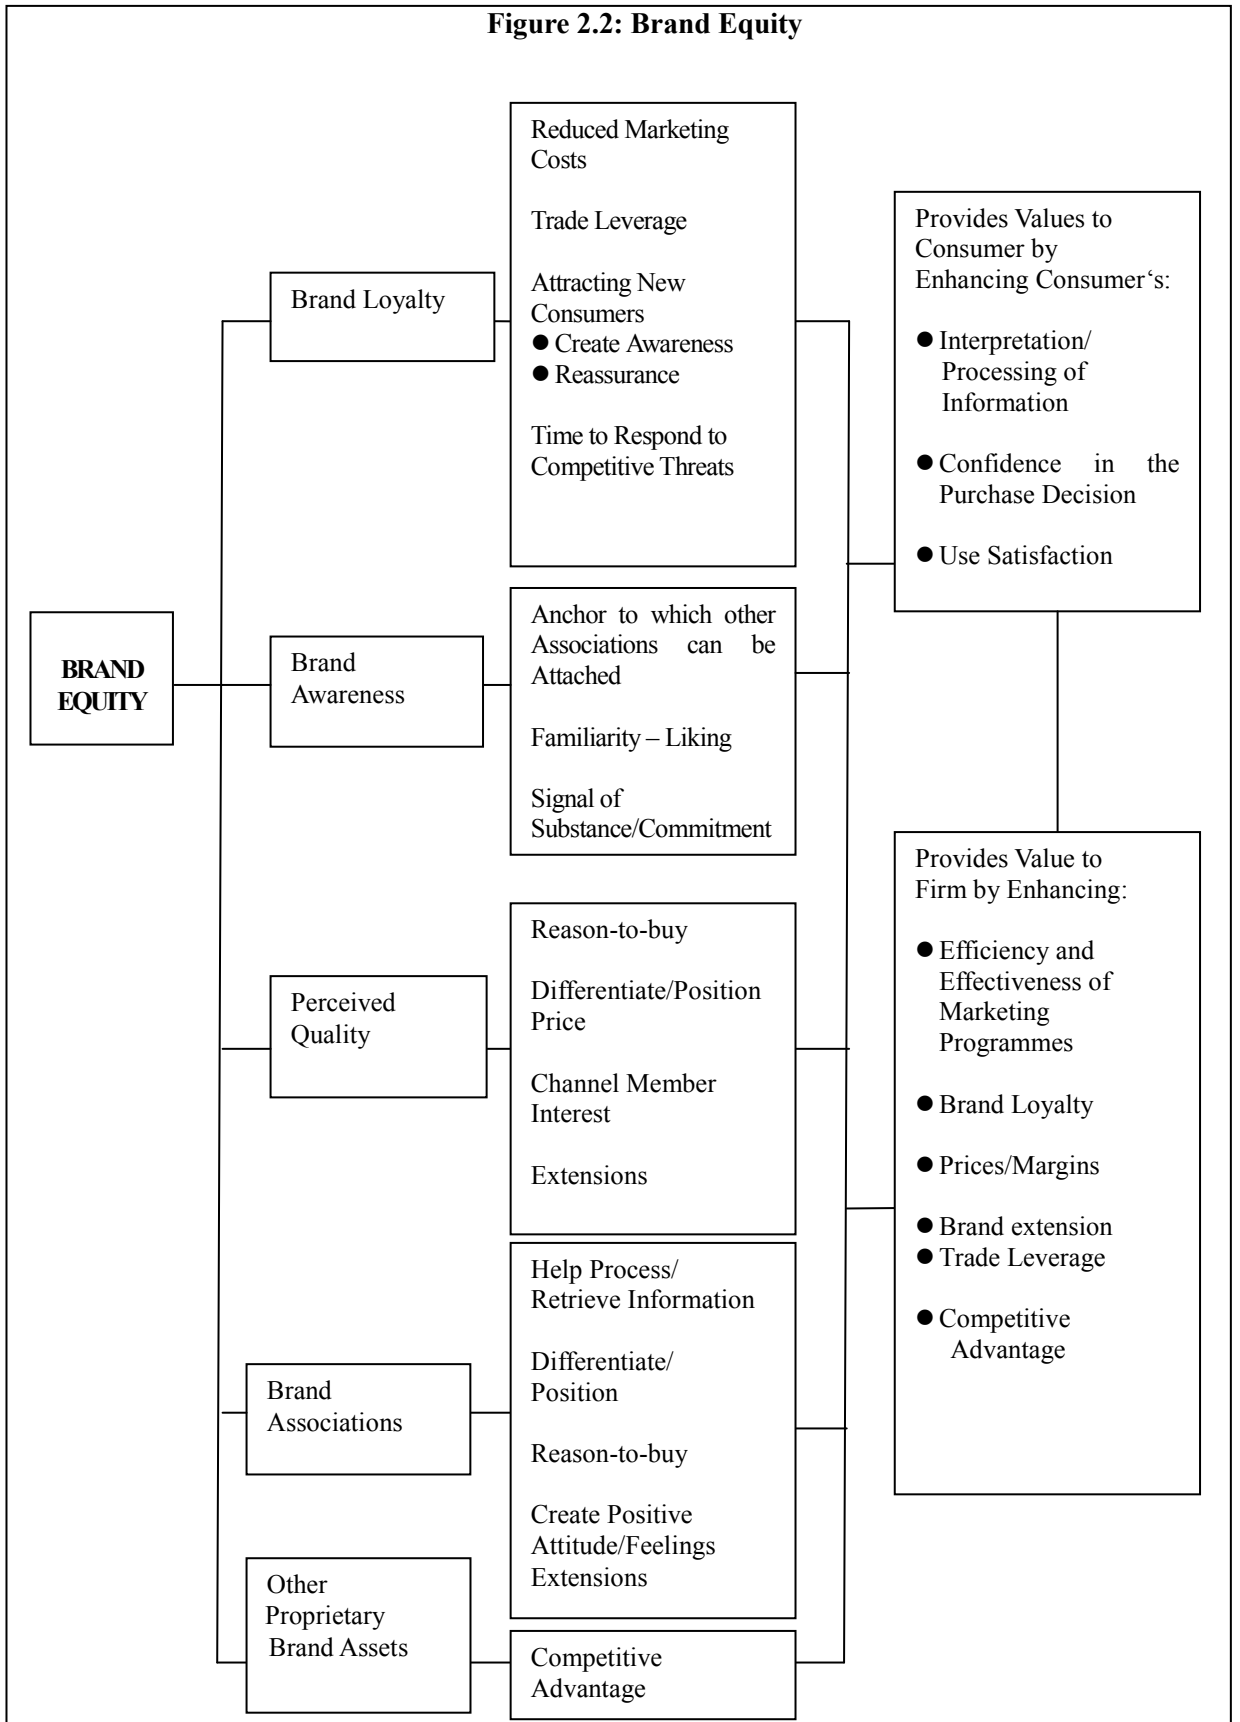 Figure 2.2: Brand Equity
BRAND
EQUITY
Brand Loyalty
Reduced Marketing
Costs
Trade Leverage
Attracting New
Consumers
● Create Awareness
● Reassurance
Time to Respond to
Competitive Threats
Brand
Awareness
Anchor to which other
Associations can be
Attached
Familiarity – Liking
Signal of
Substance/Commitment
Perceived
Quality
Reason-to-buy
Differentiate/Position
Price
Channel Member
Interest
Extensions
Brand
Associations
Help Process/
Retrieve Information
Differentiate/
Position
Reason-to-buy
Create Positive
Attitude/Feelings
Extensions
Other
Proprietary
Brand Assets
Competitive
Advantage
Provides Values to
Consumer by
Enhancing Consumer‘s:
● Interpretation/
Processing of
Information
● Confidence in the
Purchase Decision
● Use Satisfaction
Provides Value to
Firm by Enhancing:
● Efficiency and
Effectiveness of
Marketing
Programmes
● Brand Loyalty
● Prices/Margins
● Brand extension
● Trade Leverage
● Competitive
Advantage